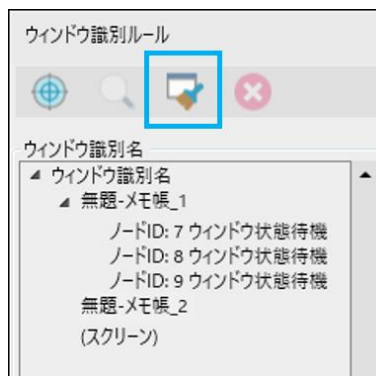 ウィンドウ識別ルール
ウィンドウ識別名
ウィンドウ識別名
無題-メモ帳_1
ノードID: 7 ウィンドウ状態待機
ノードID: 8 ウィンドウ状態待機
ノードID: 9 ウィンドウ状態待機
無題-メモ帳_2
(スクリーン)